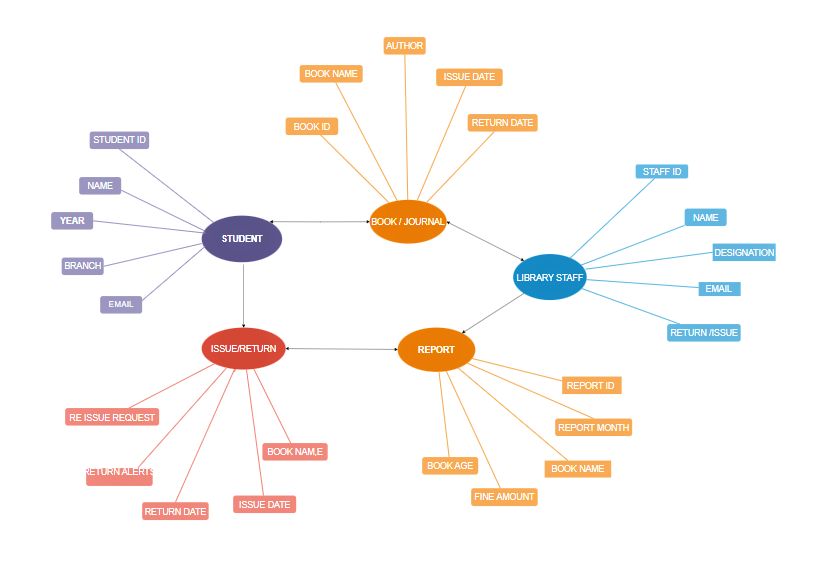 AUTHOR
BOOK NAME
ISSUE DATE
BOOK ID
RETURN DATE
STUDENT ID
NAME
YEAR
BRANCH
EMAIL
STUDENT
BOOK / JOURNAL
STAFF ID
NAME
DESIGNATION
EMAIL
RETURN /ISSUE
LIBRARY STAFF
ISSUE/RETURN
REPORT
RE ISSUE REQUEST
RETURN ALERTS
RETURN DATE
ISSUE DATE
BOOK NAM,E
REPORT ID
REPORT MONTH
BOOK NAME
FINE AMOUNT
BOOK AGE